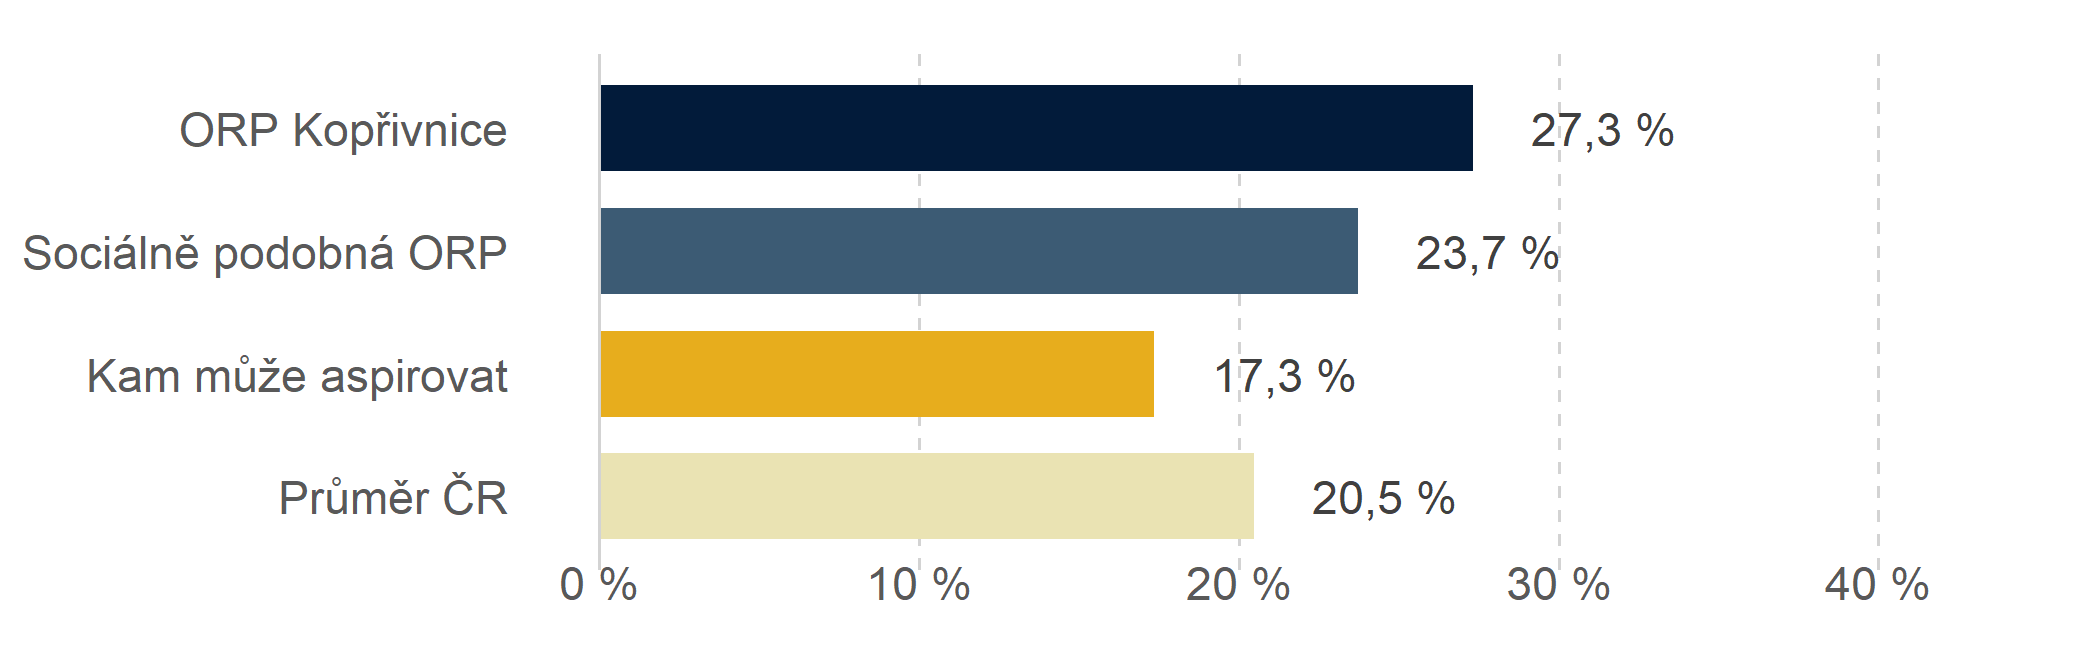 ORP Kopřivnice 27,3 %
Sociálně podobná ORP 23,7 %
Kam může aspirovat 17,3 %
Průměr ČR 20,5 %
0 % 10 % 20 % 30 % 40 %